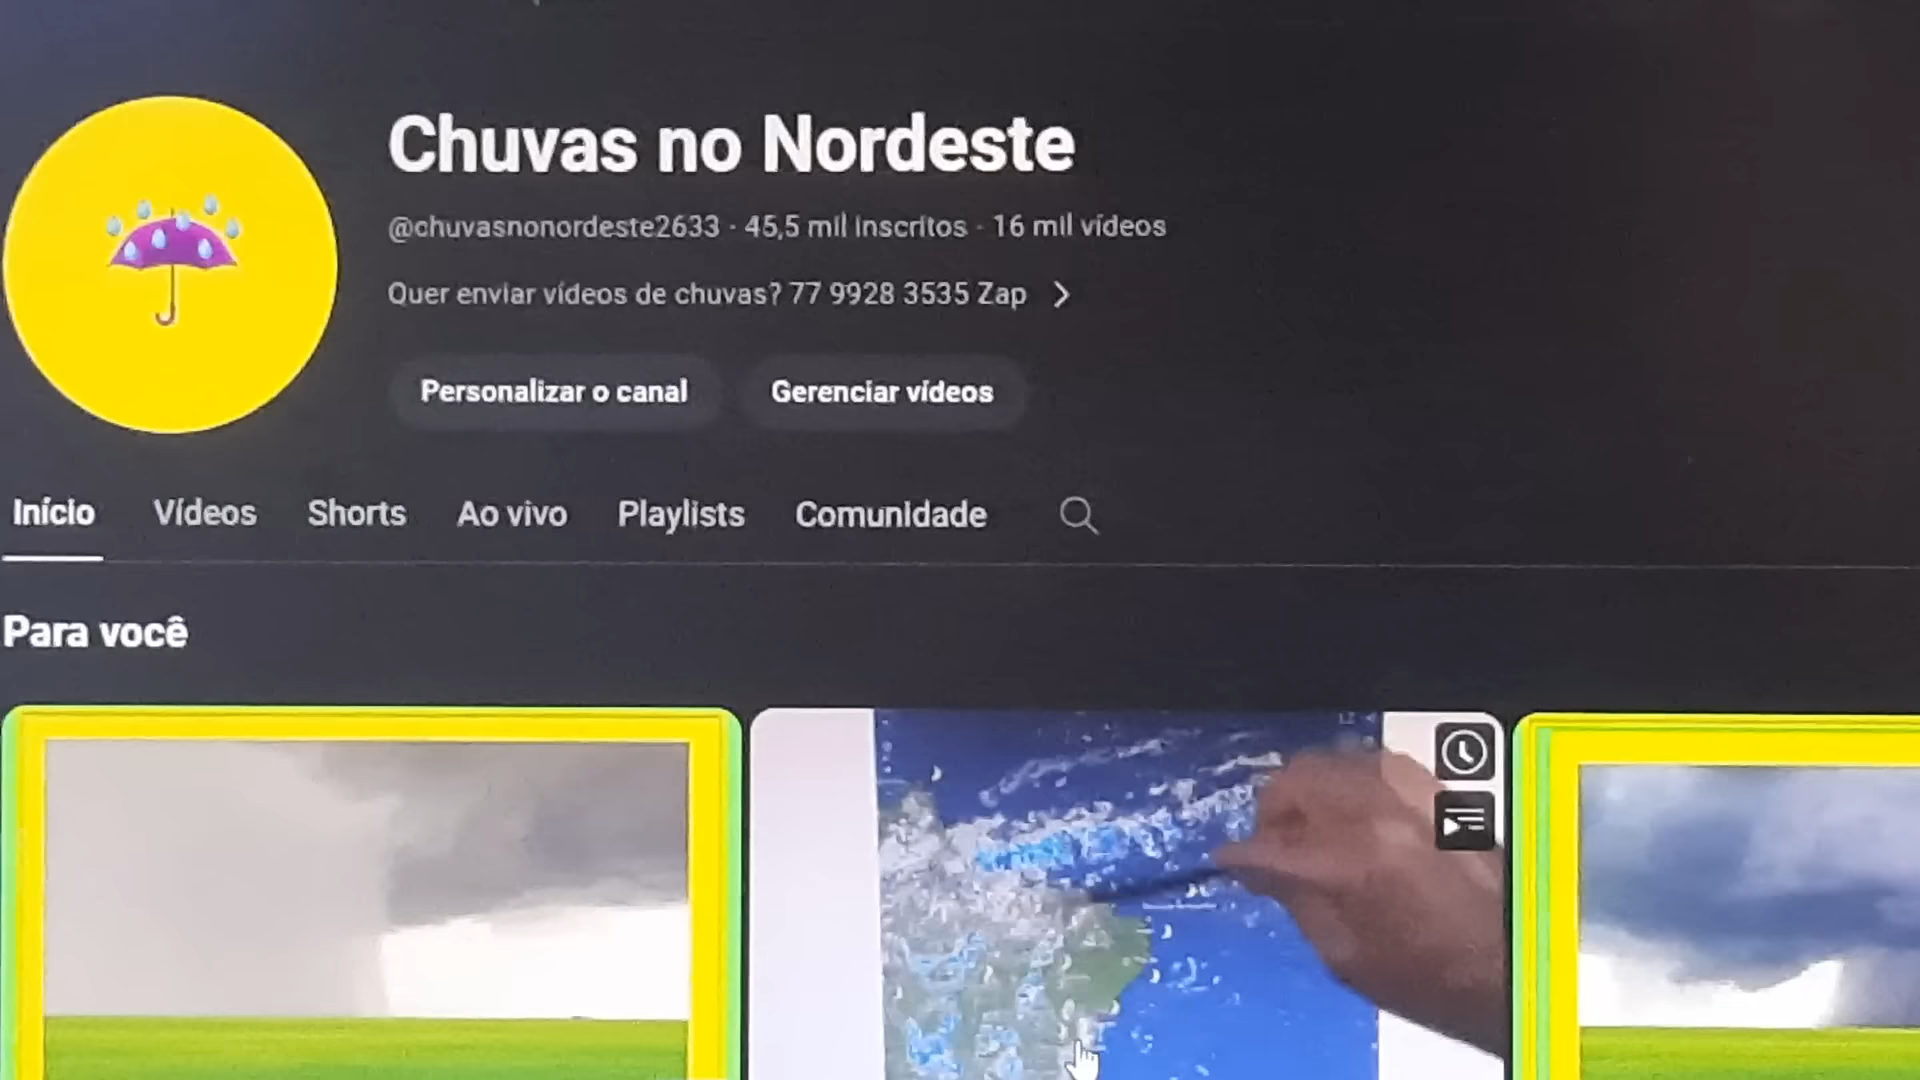 Chuvas no Nordeste
@chuvasnonordeste2633 · 45,5 mil inscritos · 16 mil vídeos
Quer enviar vídeos de chuvas? 77 9928 3535 Zap
Personalizar o canal Gerenciar vídeos
Início Vídeos Shorts Ao vivo Playlists Comunidade
Para você